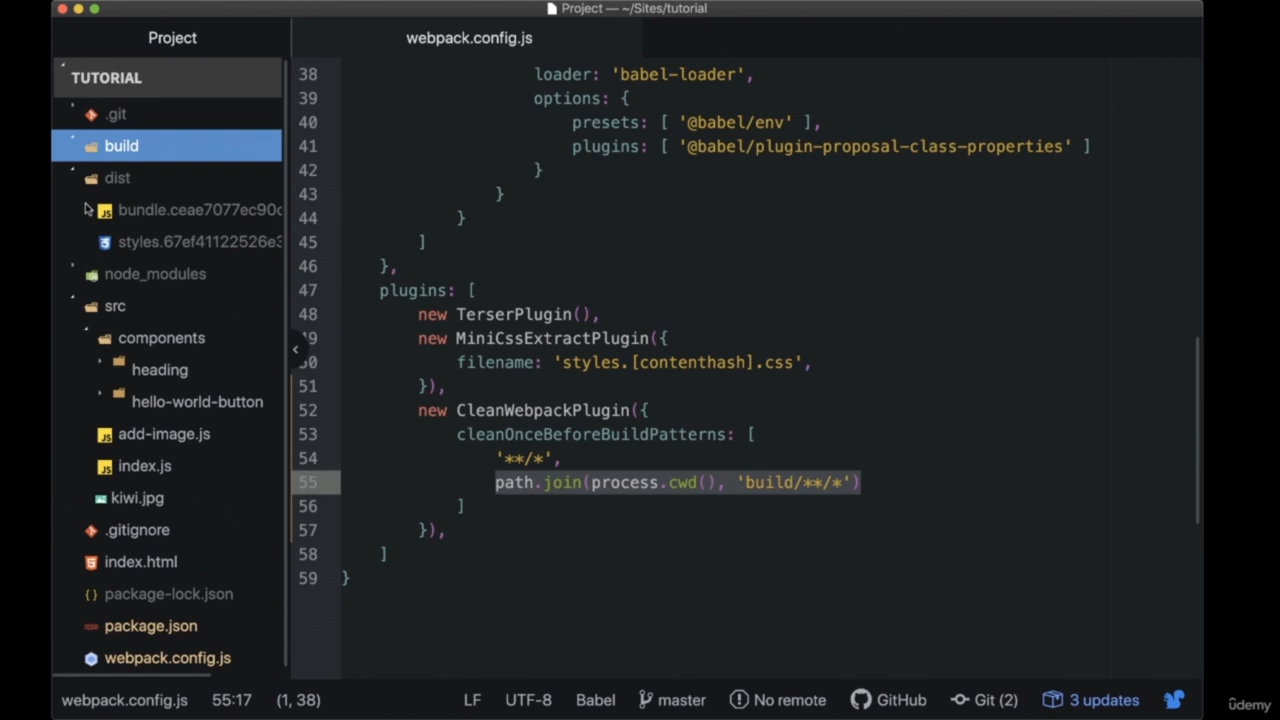 Project — ~/Sites/tutorial
Project
webpack.config.js
TUTORIAL
.git
build
dist
bundle.ceae7077ec90
styles.67ef41122526e3
node_modules
src
components
heading
hello-world-button
add-image.js
index.js
kiwi.jpg
.gitignore
index.html
package-lock.json
package.json
webpack.config.js
38 loader: 'babel-loader',
39 options: {
40 presets: [ '@babel/env' ],
41 plugins: [ '@babel/plugin-proposal-class-properties' ]
42 }
43 }
44 }
45 ]
46 },
47 plugins: [
48 new TerserPlugin(),
49 new MiniCssExtractPlugin({
50 filename: 'styles.[contenthash].css',
51 }),
52 new CleanWebpackPlugin({
53 cleanOnceBeforeBuildPatterns: [
54 '**/*',
55 path.join(process.cwd(), 'build/**/*')
56 ]
57 }),
58 ]
59 }
webpack.config.js 55:17 (1, 38) LF UTF-8 Babel master No remote GitHub Git (2) 3 updates
ûdemy